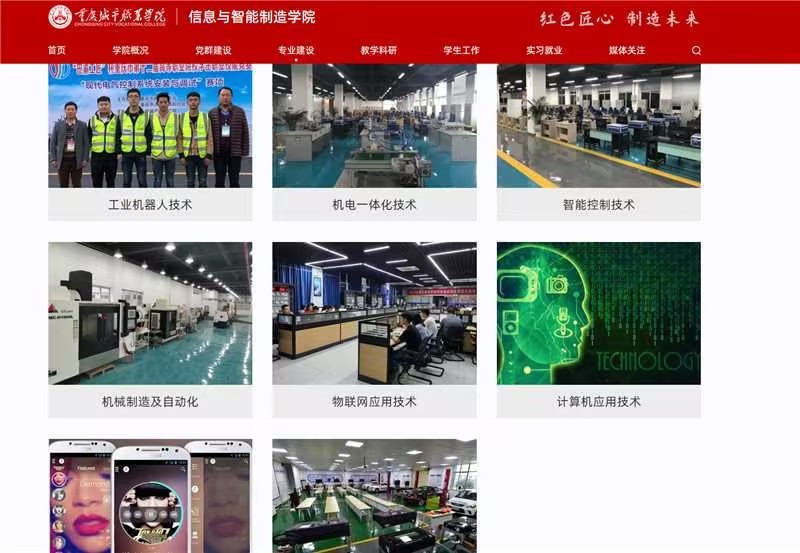 重庆城市职业学院
CHONGQING CITY VOCATIONAL COLLEGE
信息与智能制造学院
红色匠心 制造未来
首页
学院概况
党群建设
专业建设
教学科研
学生工作
实习就业
媒体关注
“现代电气控制系统安装与调试”赛项
工业机器人技术
机电一体化技术
智能控制技术
TECHNOLOGY
机械制造及自动化
物联网应用技术
计算机应用技术
Featured